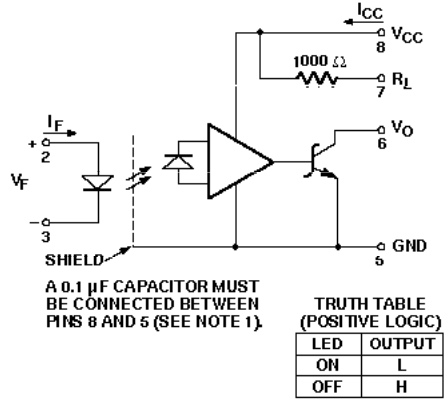 I_CC
V_CC
8
1000 Ω
R_L
7
I_F
+
2
V_O
6
V_F
–
3
GND
5
SHIELD
A 0.1 µF CAPACITOR MUST
BE CONNECTED BETWEEN
PINS 8 AND 5 (SEE NOTE 1).
TRUTH TABLE
(POSITIVE LOGIC)
LED OUTPUT
ON L
OFF H